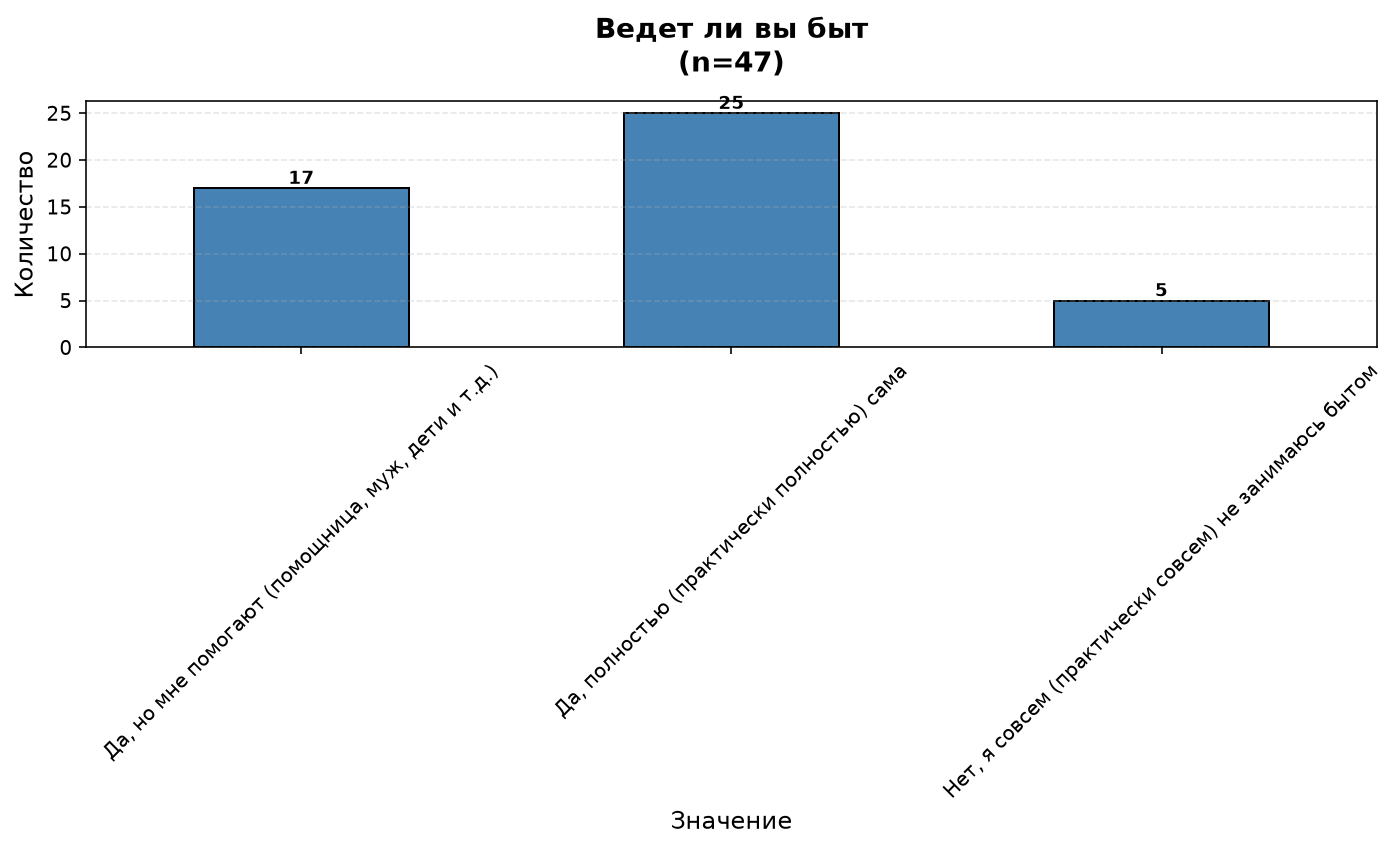 Ведет ли вы быт
(n=47)
Количество
25
20
15
10
5
0
17
25
5
Да, но мне помогают (помощница, муж, дети и т.д.)
Да, полностью (практически полностью) сама
Нет, я совсем (практически совсем) не занимаюсь бытом
Значение